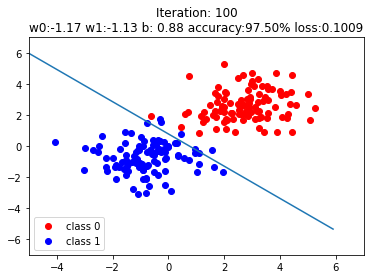 Iteration: 100
w0:-1.17 w1:-1.13 b: 0.88 accuracy:97.50% loss:0.1009
6
4
2
0
−2
−4
−6
class 0
class 1
−4 −2 0 2 4 6